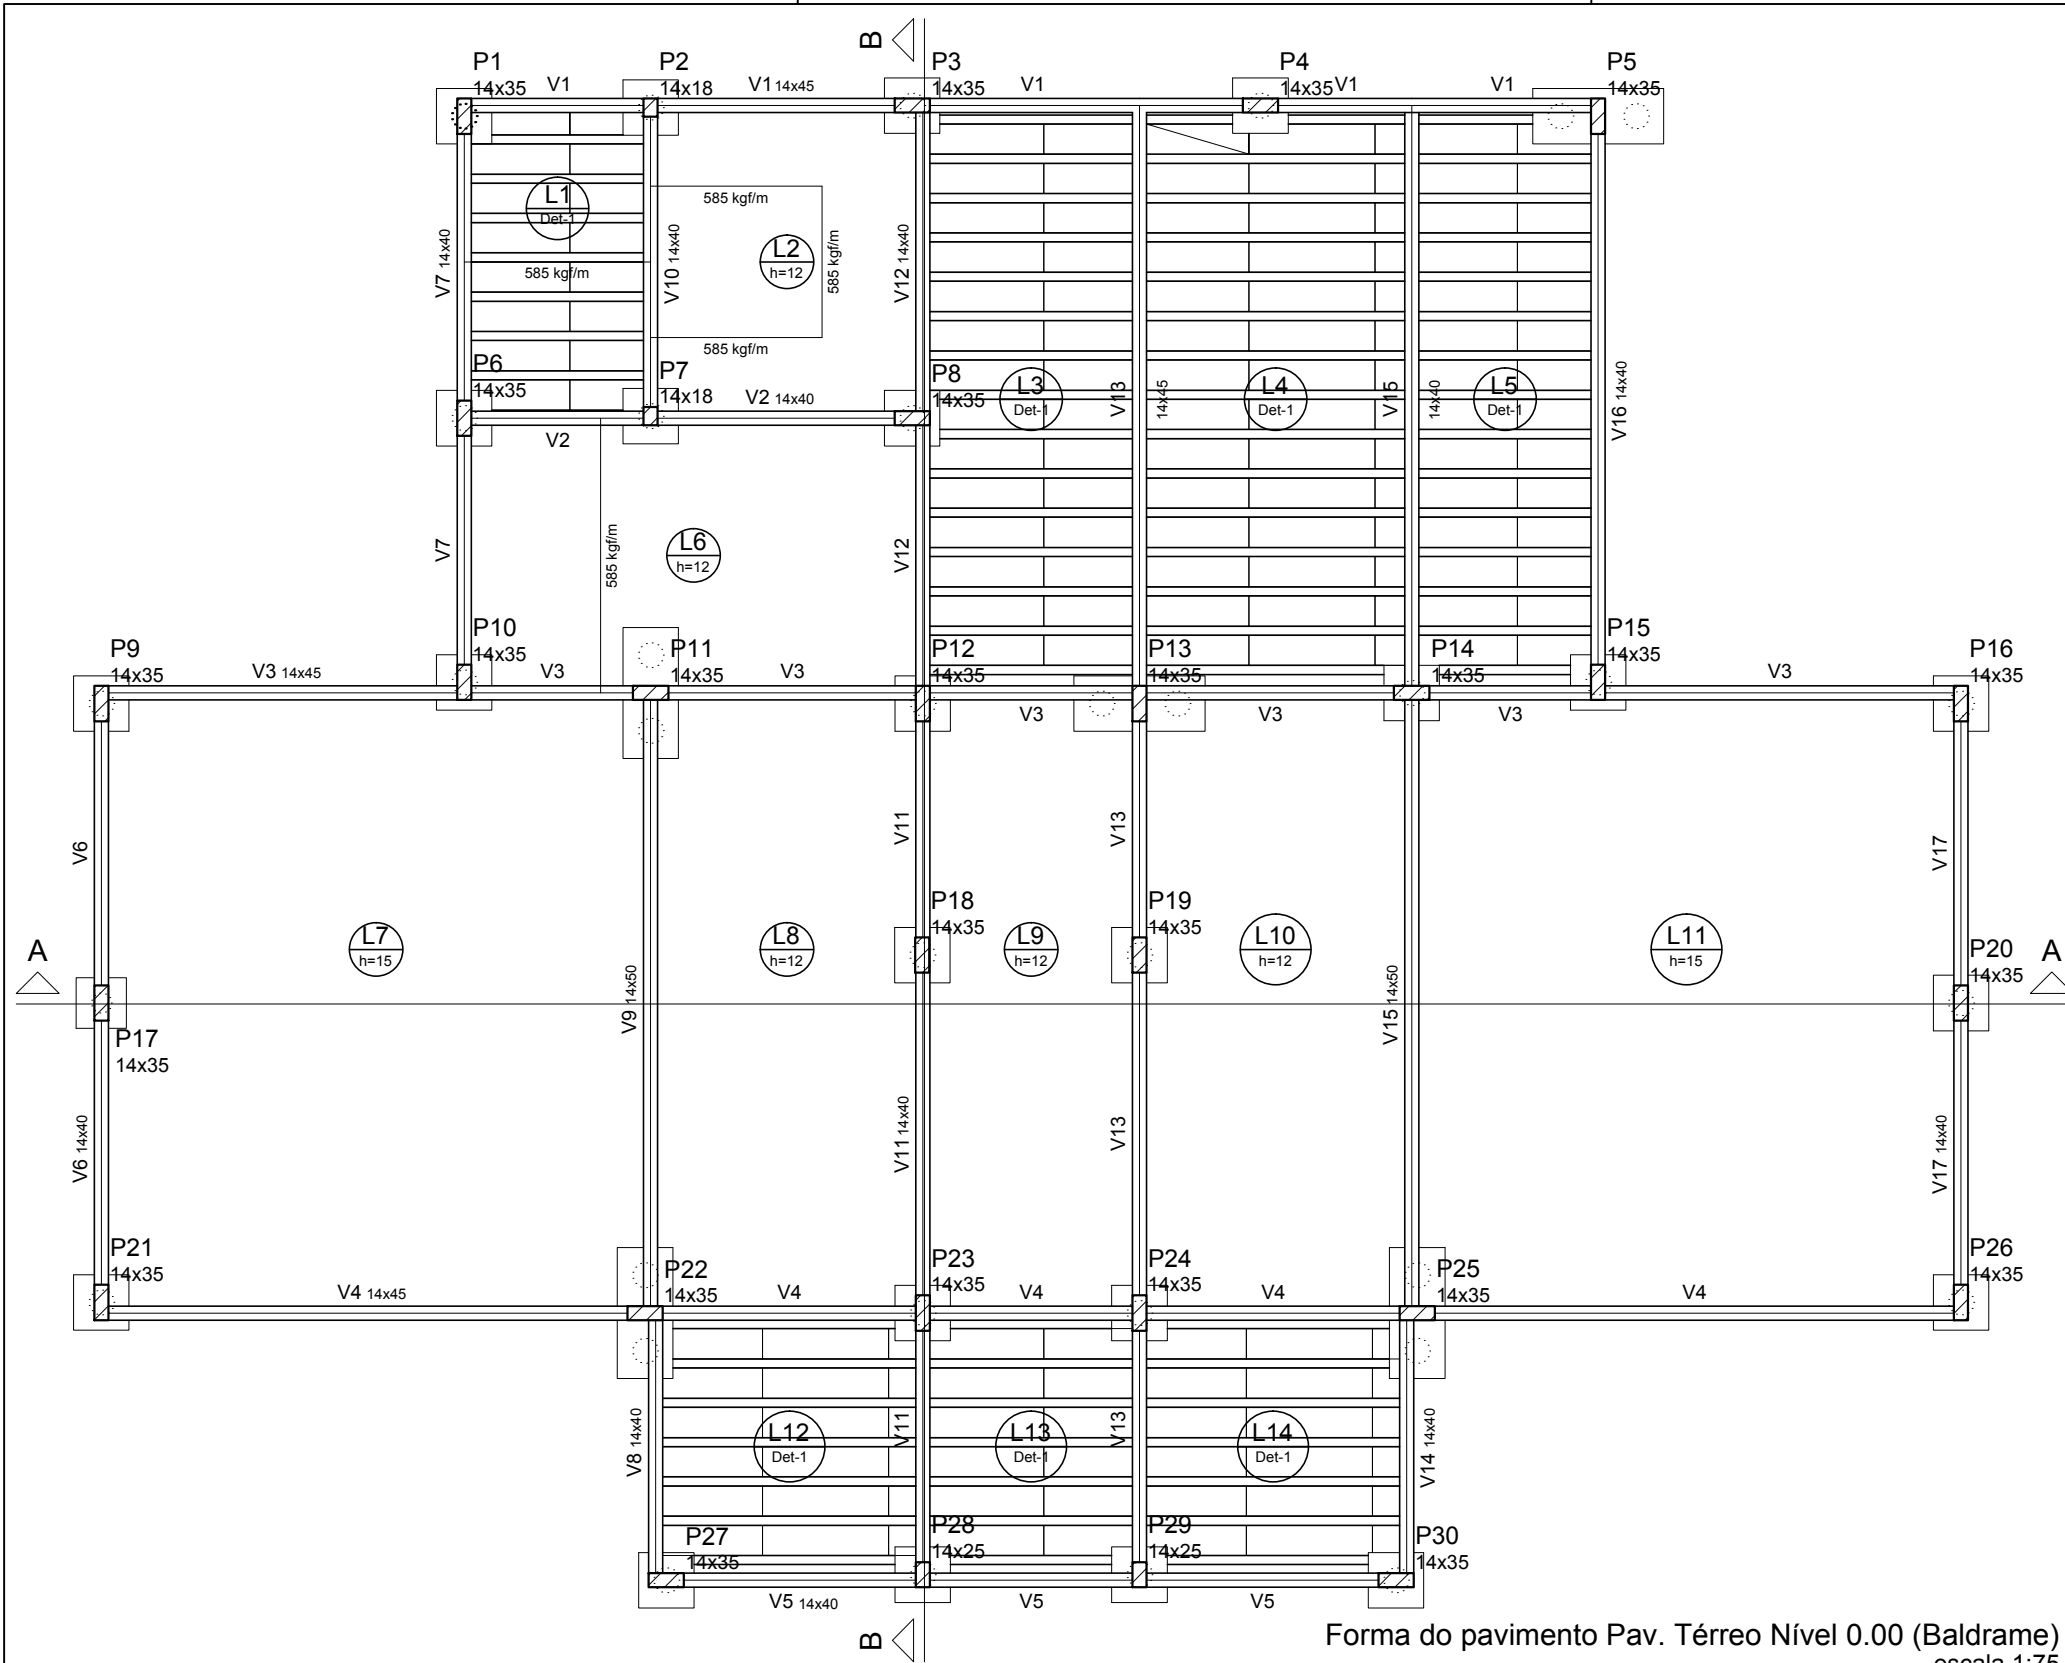 B
P1
14x35
V1
P2
14x18
V1 14x45
P3
14x35
V1
P4
14x35
V1
V1
P5
14x35
L1
Det-1
585 kgf/m
V7 14x40
585 kgf/m
V10 14x40
L2
h=12
585 kgf/m
585 kgf/m
V12 14x40
P6
14x35
P7
14x18
V2 14x40
V2
P8
14x35
L3
Det-1
V13
14x45
L4
Det-1
V15
14x40
L5
Det-1
V16 14x40
V7
585 kgf/m
L6
h=12
V12
P9
14x35
V3 14x45
P10
14x35
V3
P11
14x35
V3
P12
14x35
V3
P13
14x35
V3
P14
14x35
V3
P15
14x35
V3
P16
14x35
V6
V11
V13
V17
A
L7
h=15
L8
h=12
P18
14x35
L9
h=12
P19
14x35
L10
h=12
L11
h=15
P20
14x35
A
P17
14x35
V9 14x50
V15 14x50
V6 14x40
V11 14x40
V13
V17 14x40
P21
14x35
V4 14x45
P22
14x35
V4
P23
14x35
V4
P24
14x35
V4
P25
14x35
V4
P26
14x35
V8 14x40
L12
Det-1
V11
L13
Det-1
V13
L14
Det-1
V14 14x40
P27
14x35
P28
14x25
P29
14x25
P30
14x35
V5 14x40
V5
V5
B
Forma do pavimento Pav. Térreo Nível 0.00 (Baldrame)
escala 1:75